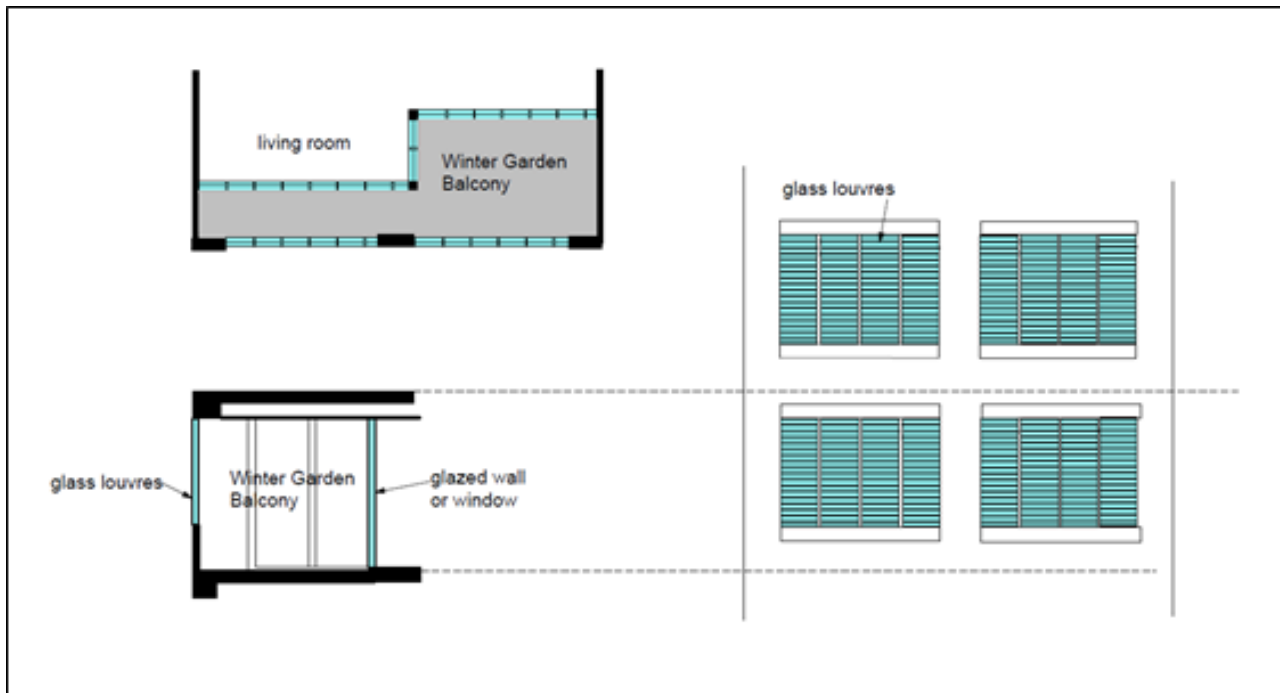 living room
Winter Garden
Balcony
glass louvres
glass louvres
Winter Garden
Balcony
glazed wall
or window